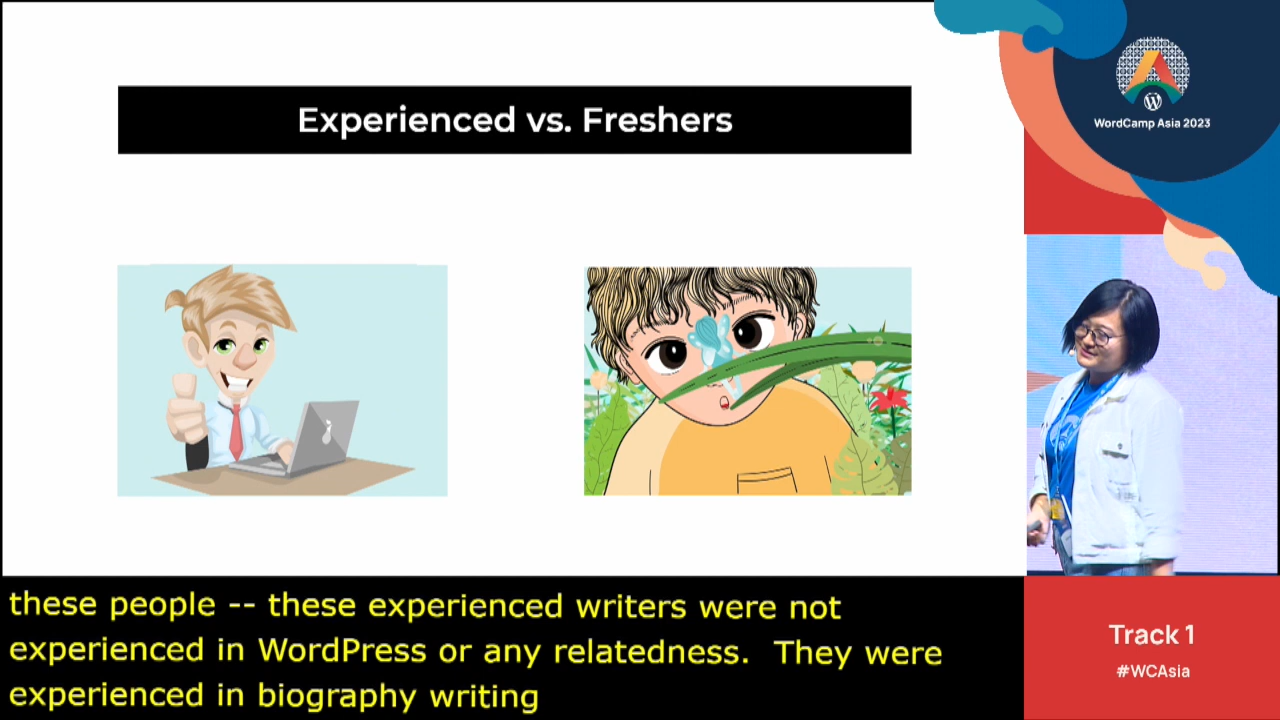 Experienced vs. Freshers
WordCamp Asia 2023
these people -- these experienced writers were not
experienced in WordPress or any relatedness.  They were
experienced in biography writing
Track 1
#WCAsia